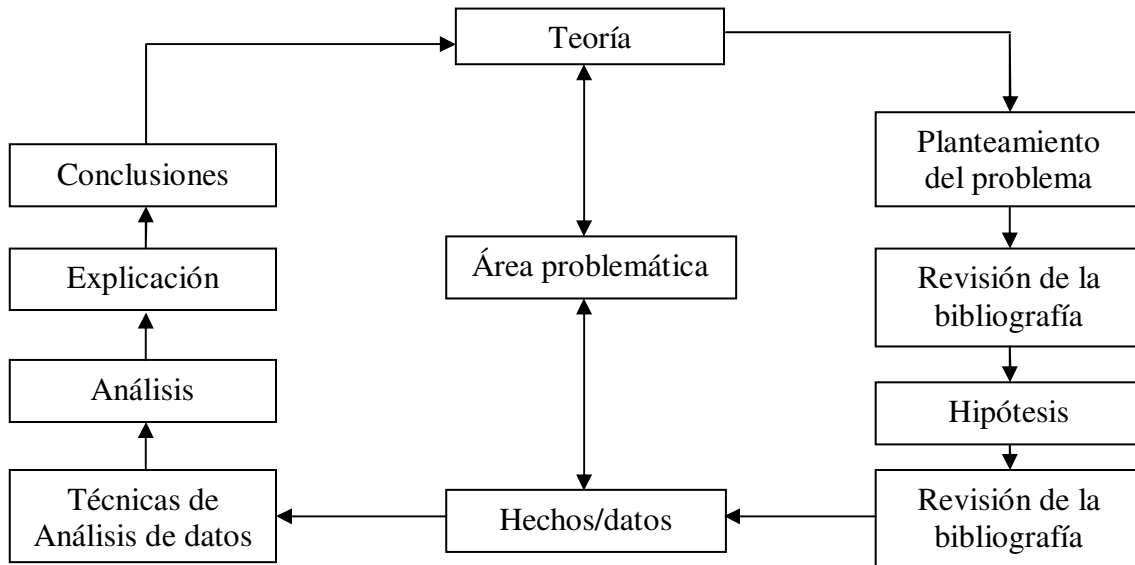 Teoría
Planteamiento
del problema
Conclusiones
Área problemática
Explicación
Revisión de la
bibliografía
Análisis
Hipótesis
Técnicas de
Análisis de datos
Hechos/datos
Revisión de la
bibliografía